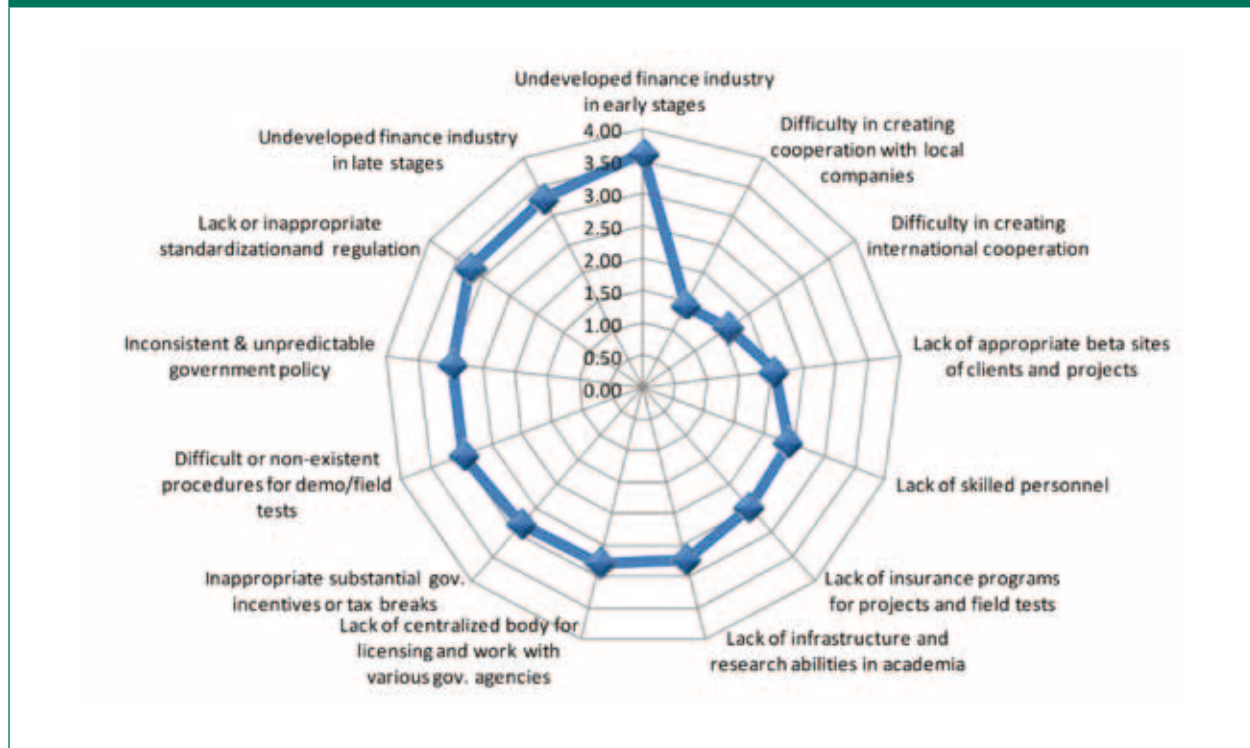 Undeveloped finance industry
in early stages
Difficulty in creating
cooperation with local
companies
Difficulty in creating
international cooperation
Lack of appropriate beta sites
of clients and projects
Lack of skilled personnel
Lack of insurance programs
for projects and field tests
Lack of infrastructure and
research abilities in academia
Lack of centralized body for
licensing and work with
various gov. agencies
Inappropriate substantial gov.
incentives or tax breaks
Difficult or non-existent
procedures for demo/field
tests
Inconsistent & unpredictable
government policy
Lack or inappropriate
standardizationand regulation
Undeveloped finance industry
in late stages
4.00
3.50
3.00
2.50
2.00
1.50
1.00
0.50
0.00